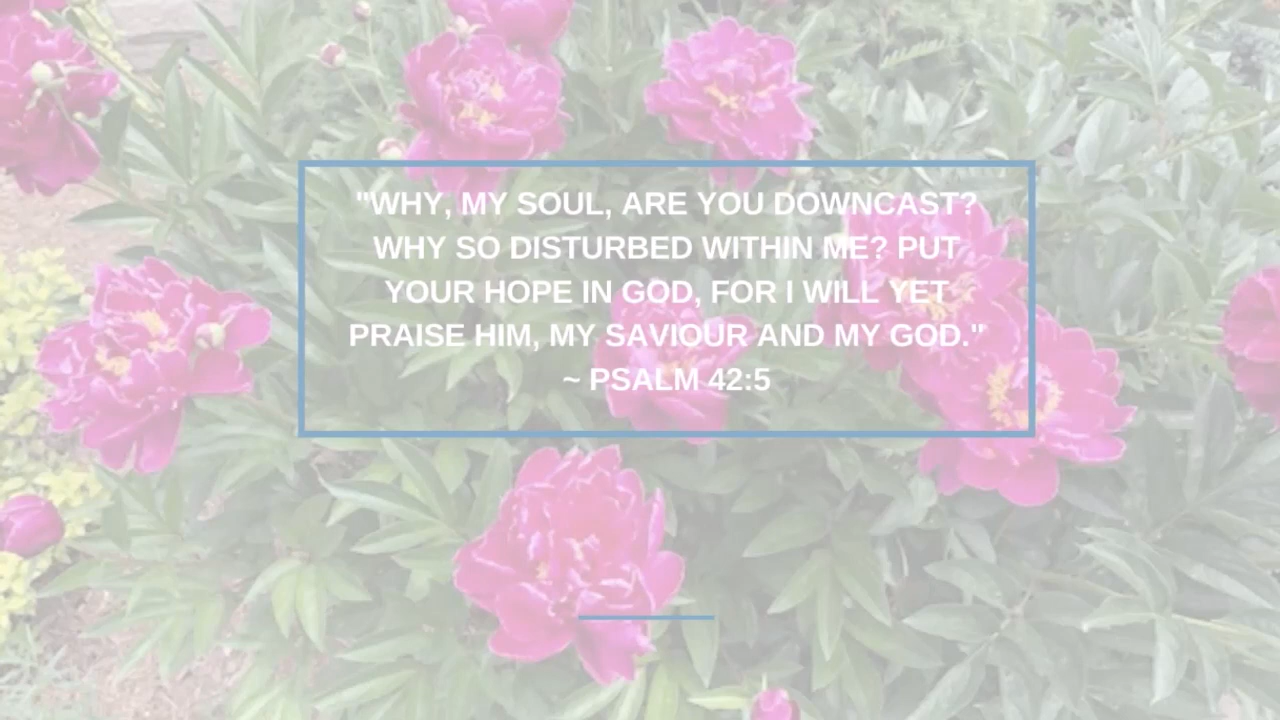 "WHY, MY SOUL, ARE YOU DOWNCAST?
WHY SO DISTURBED WITHIN ME? PUT
YOUR HOPE IN GOD, FOR I WILL YET
PRAISE HIM, MY SAVIOUR AND MY GOD."
~ PSALM 42:5